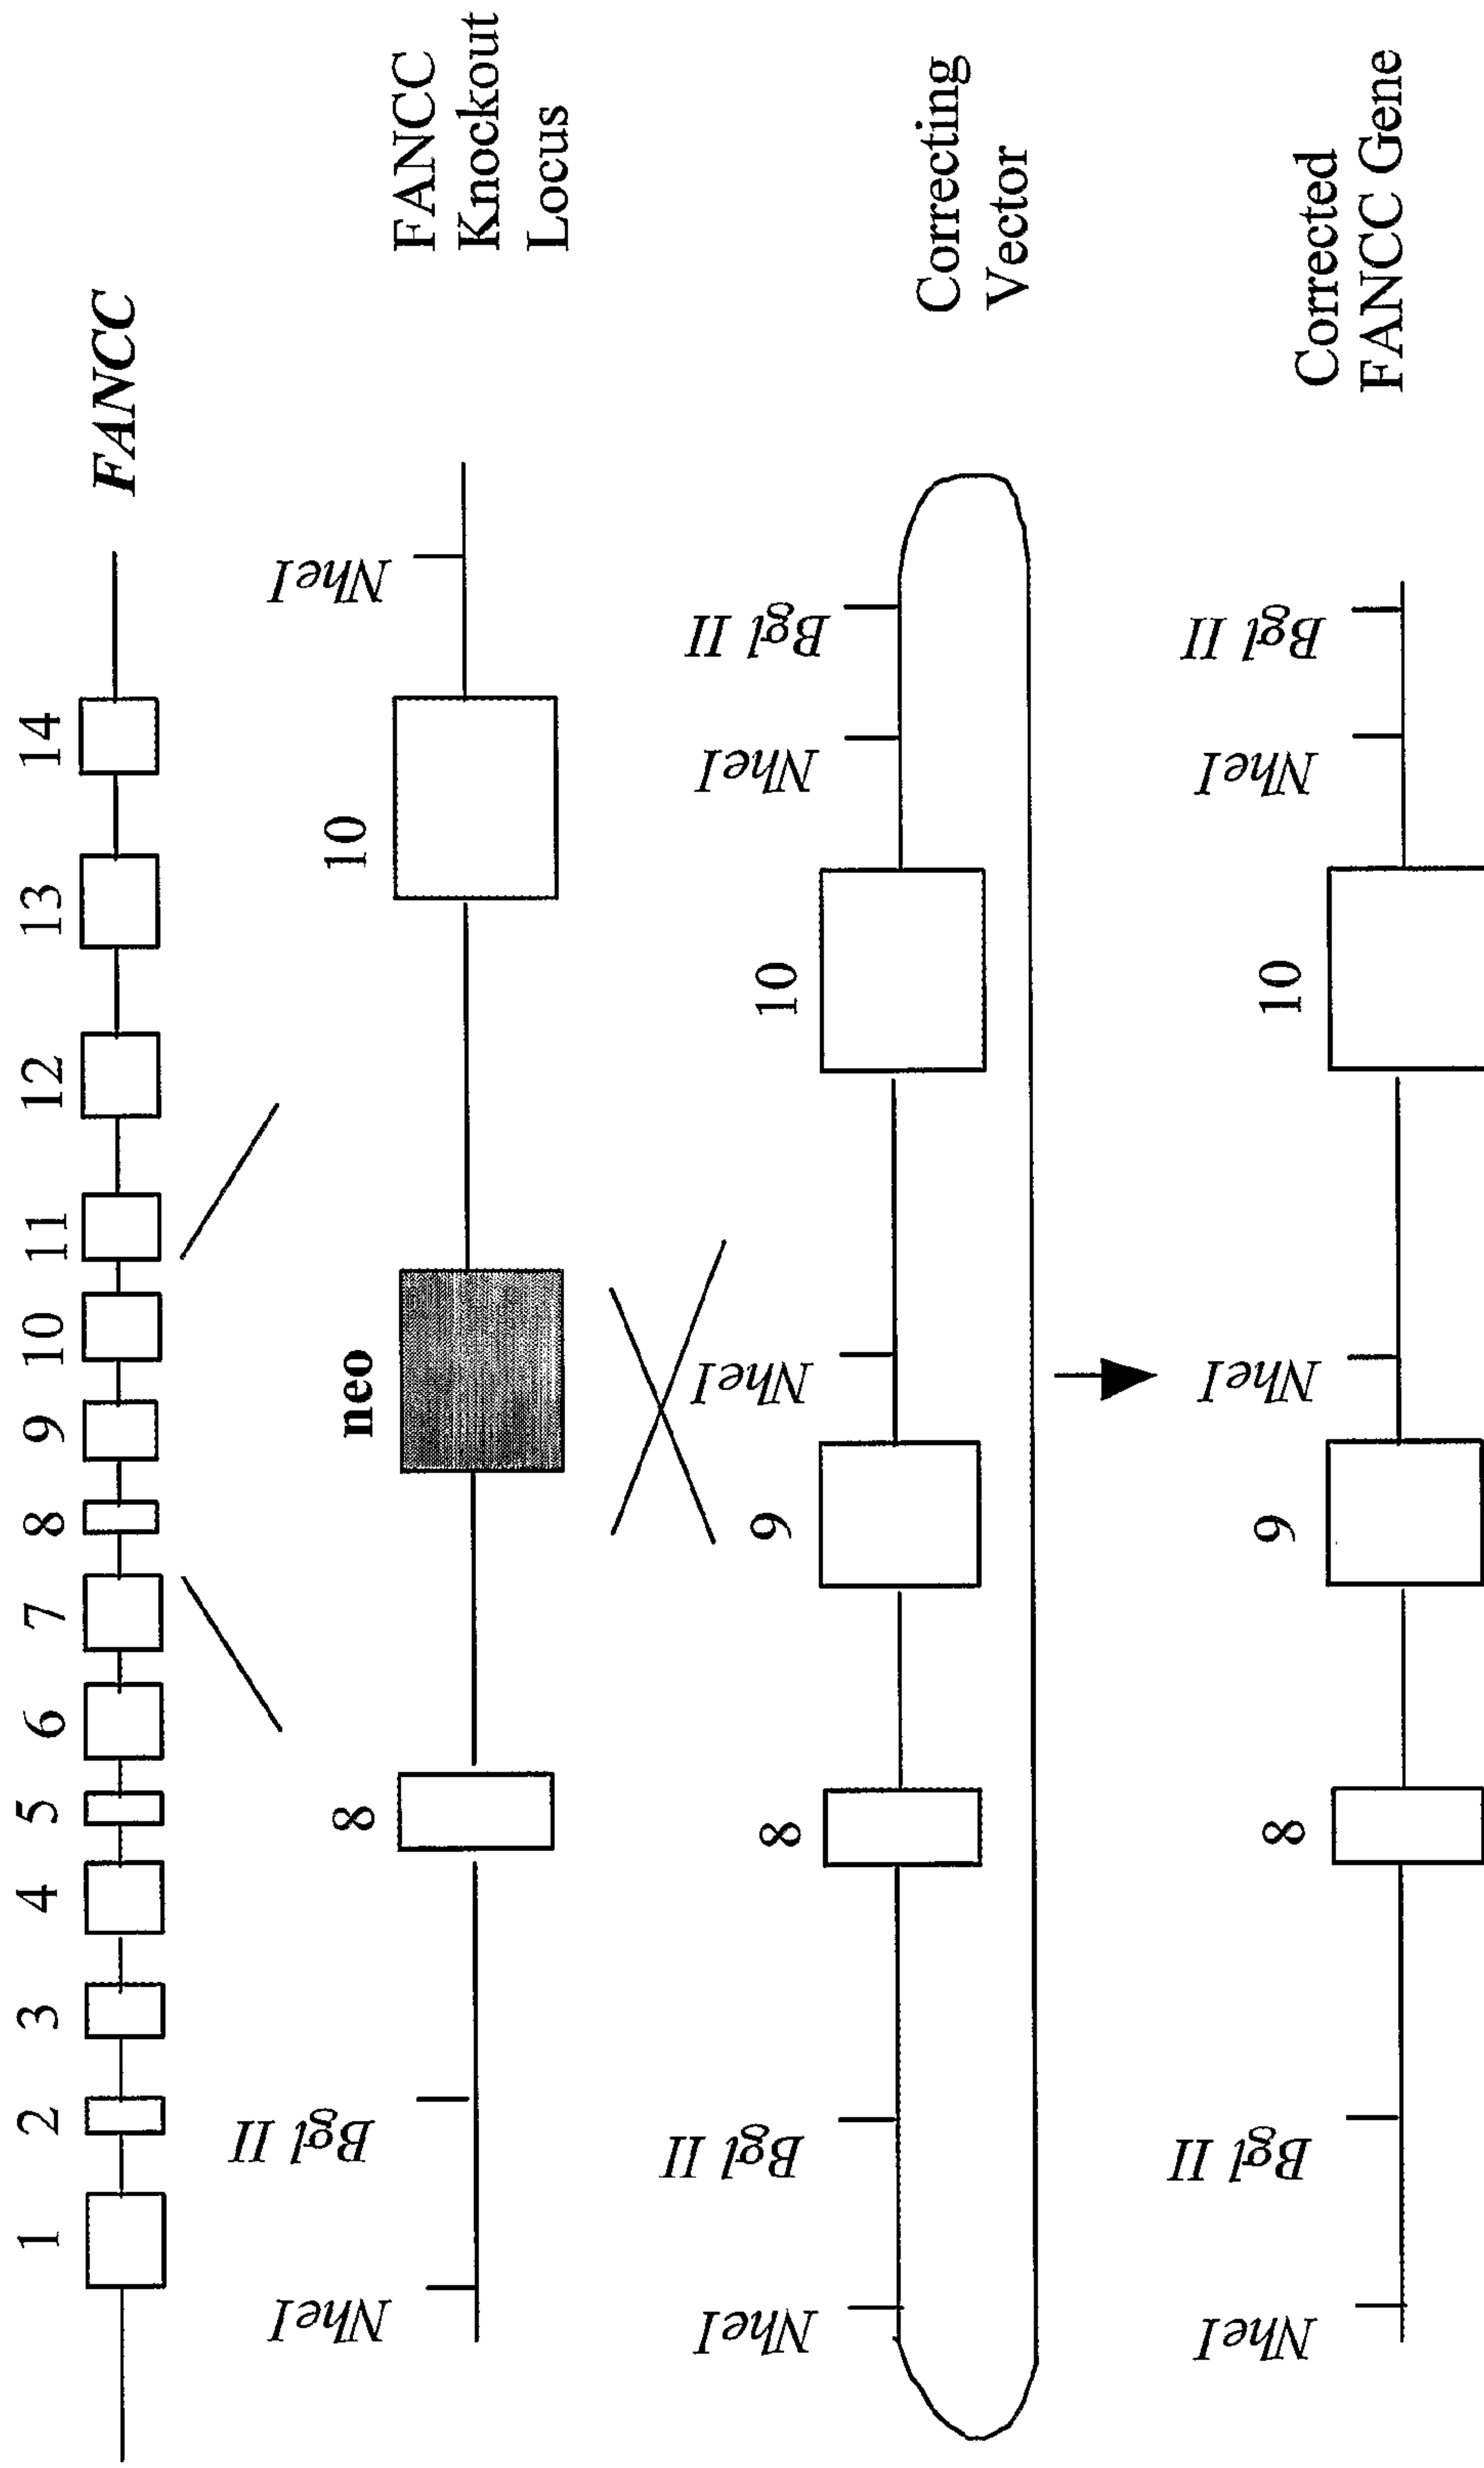 1 2 3 4 5 6 7 8 9 10 11 12 13 14
FANCC
NheI Bgl II 8 neo 10 NheI
FANCC
Knockout
Locus
NheI Bgl II 8 9 NheI 10 NheI Bgl II
Correcting
Vector
NheI Bgl II 8 9 NheI 10 NheI Bgl II
Corrected
FANCC Gene